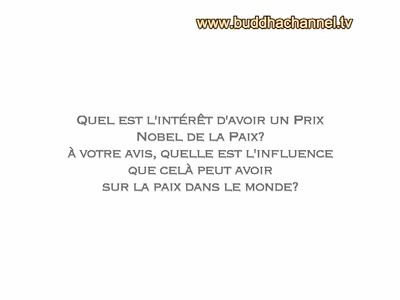 www.buddhachannel.tv
Quel est l'intérêt d'avoir un Prix
Nobel de la Paix?
À votre avis, quelle est l'influence
que celà peut avoir
sur la paix dans le monde?